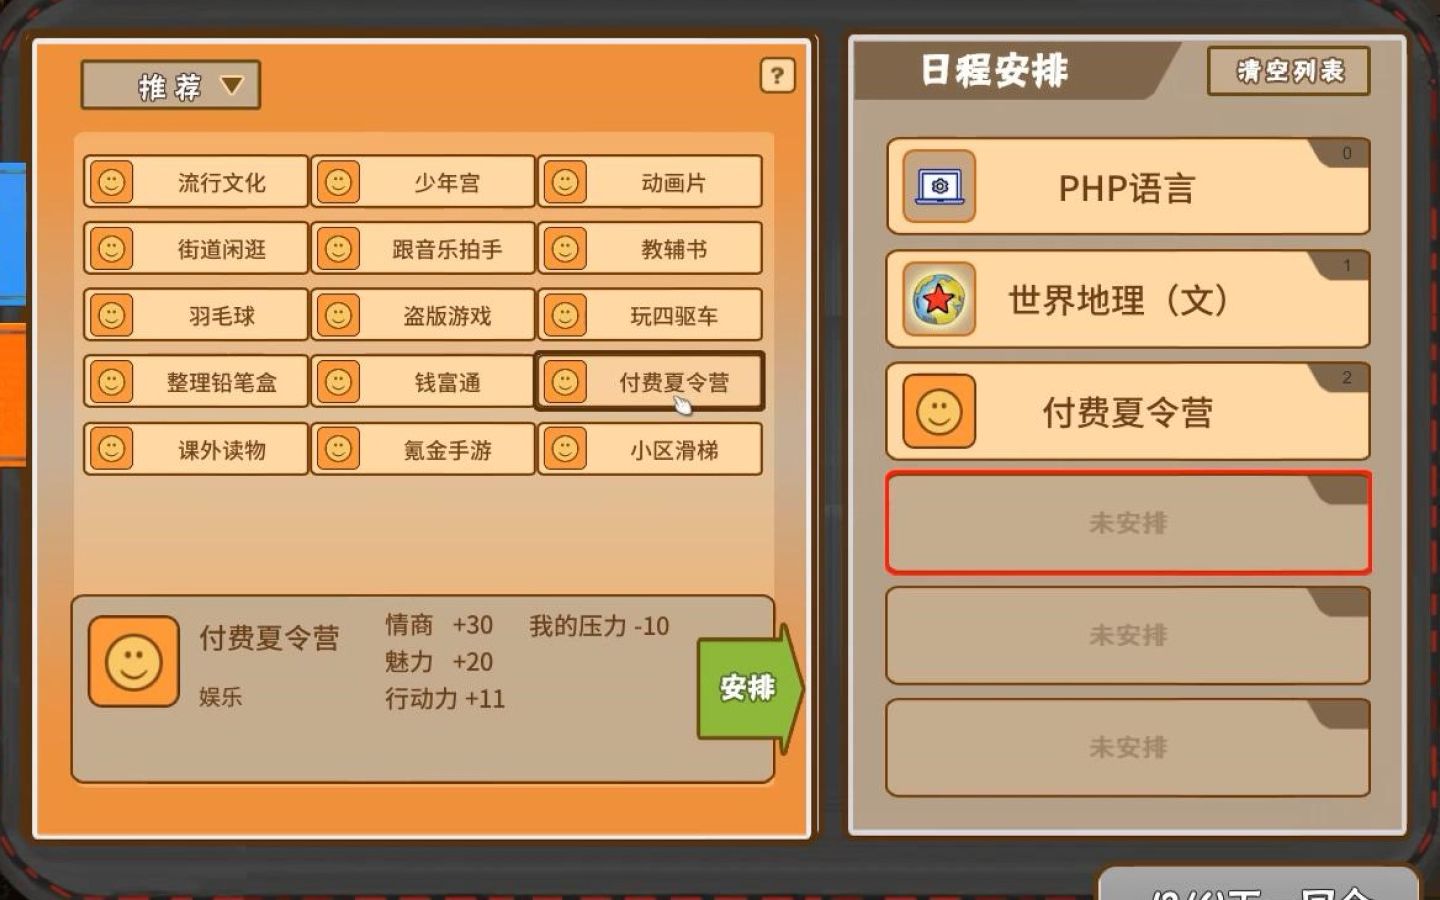 推荐
?
流行文化
少年宫
动画片
街道闲逛
跟音乐拍手
教辅书
羽毛球
盗版游戏
玩四驱车
整理铅笔盒
钱富通
付费夏令营
课外读物
氪金手游
小区滑梯
付费夏令营
娱乐
情商 +30 我的压力 -10
魅力 +20
行动力 +11
安排
日程安排
清空列表
0
PHP语言
1
世界地理（文）
2
付费夏令营
未安排
未安排
未安排